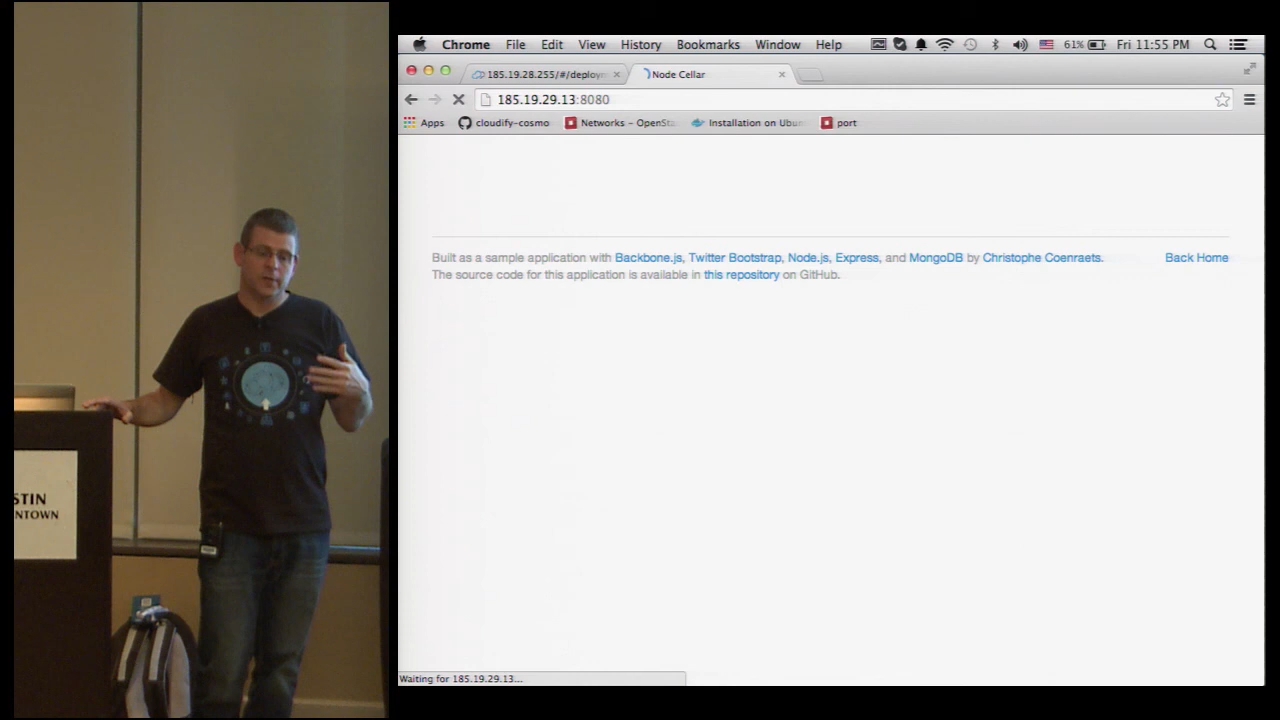 STIN
NTOWN
Chrome File Edit View History Bookmarks Window Help 61% Fri 11:55 PM
185.19.28.255/#/deploym
Node Cellar
185.19.29.13:8080
Apps cloudify-cosmo Networks – OpenSta Installation on Ubun port
Built as a sample application with Backbone.js, Twitter Bootstrap, Node.js, Express, and MongoDB by Christophe Coenraets. Back Home
The source code for this application is available in this repository on GitHub.
Waiting for 185.19.29.13...